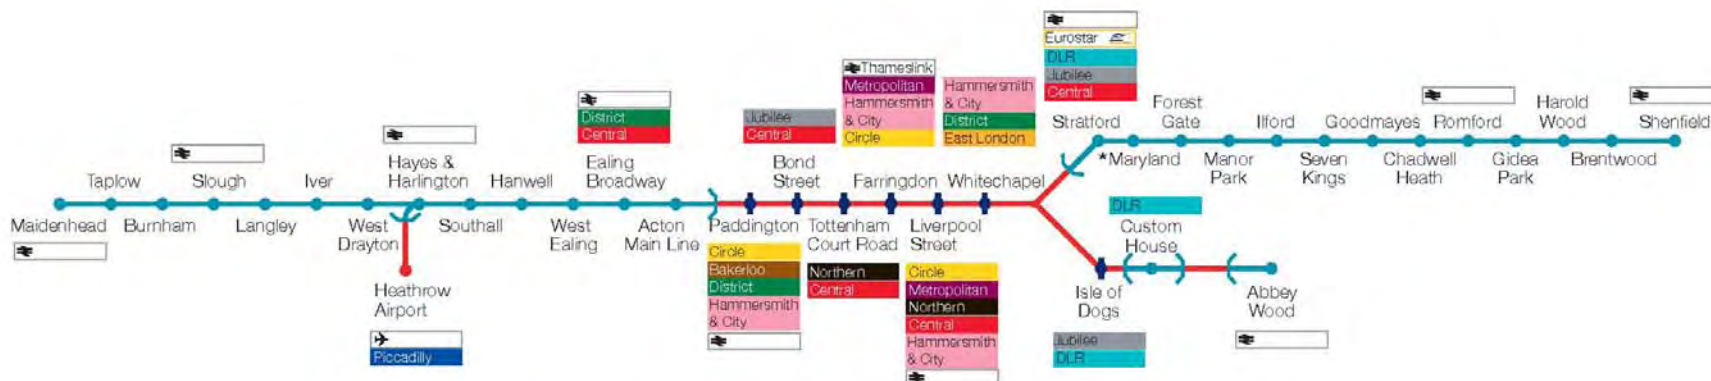 Eurostar
DLR
Jubilee
Central
Thameslink
Metropolitan
Hammersmith
& City
Circle
Hammersmith
& City
District
East London
District
Central
Jubilee
Central
Taplow
Slough
Iver
Hayes &
Harlington
Hanwell
Ealing
Broadway
Bond
Street
Farringdon
Whitechapel
Stratford
Forest
Gate
Ilford
Goodmayes
Romford
Harold
Wood
Shenfield
*Maryland
Manor
Park
Seven
Kings
Chadwell
Heath
Gidea
Park
Brentwood
Maidenhead
Burnham
Langley
West
Drayton
Southall
West
Ealing
Acton
Main Line
Paddington
Tottenham
Court Road
Liverpool
Street
DLR
Custom
House
Circle
Bakerloo
District
Hammersmith
& City
Northern
Central
Circle
Metropolitan
Northern
Central
Hammersmith
& City
Heathrow
Airport
Piccadilly
Isle of
Dogs
Jubilee
DLR
Abbey
Wood